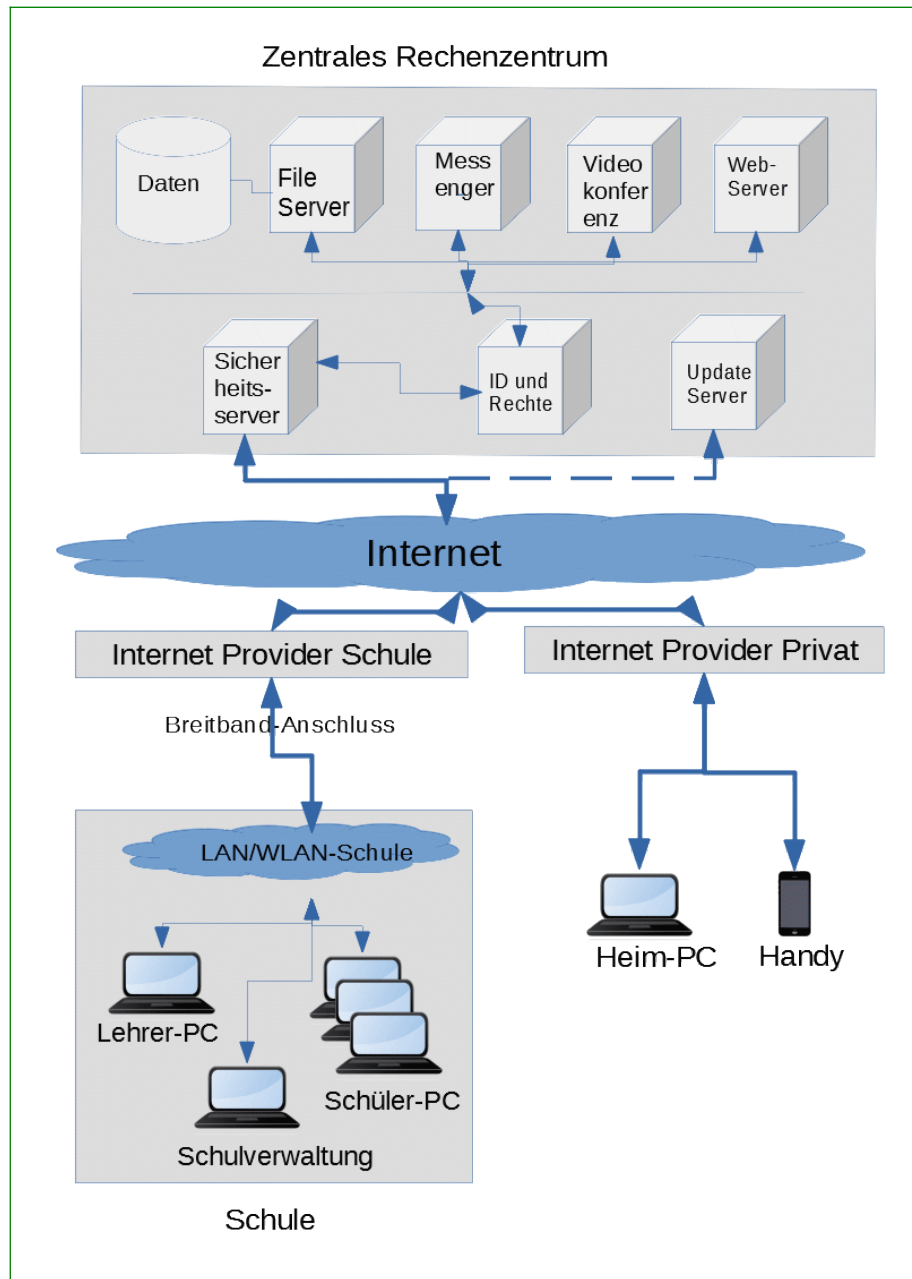 Zentrales Rechenzentrum
Daten
File
Server
Mess
enger
Video
konfer
enz
Web-
Server
Sicher
heits-
server
ID und
Rechte
Update
Server
Internet
Internet Provider Schule
Internet Provider Privat
Breitband-Anschluss
LAN/WLAN-Schule
Lehrer-PC
Schüler-PC
Schulverwaltung
Heim-PC
Handy
Schule